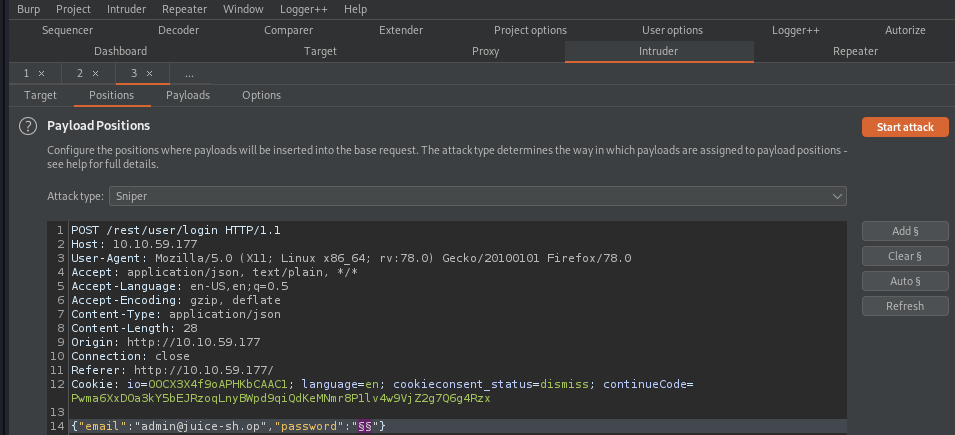 Burp Project Intruder Repeater Window Logger++ Help
Sequencer Decoder Comparer Extender Project options User options Logger++ Autorize
Dashboard Target Proxy Intruder Repeater
1 × 2 × 3 × ...
Target Positions Payloads Options
? Payload Positions
Start attack
Configure the positions where payloads will be inserted into the base request. The attack type determines the way in which payloads are assigned to payload positions -
see help for full details.
Attack type: Sniper
Add §
Clear §
Auto §
Refresh
1 POST /rest/user/login HTTP/1.1
2 Host: 10.10.59.177
3 User-Agent: Mozilla/5.0 (X11; Linux x86_64; rv:78.0) Gecko/20100101 Firefox/78.0
4 Accept: application/json, text/plain, */*
5 Accept-Language: en-US,en;q=0.5
6 Accept-Encoding: gzip, deflate
7 Content-Type: application/json
8 Content-Length: 28
9 Origin: http://10.10.59.177
10 Connection: close
11 Referer: http://10.10.59.177/
12 Cookie: io=OOCX3X4f9oAPHKbCAAC1; language=en; cookieconsent_status=dismiss; continueCode=
Pwma6XxDOa3kY5bEJRzoqLnyBWpd9qiQdKeMNmr8P1lv4w9VjZ2g7Q6g4Rzx
13
14 {"email":"admin@juice-sh.op","password":"§§"}